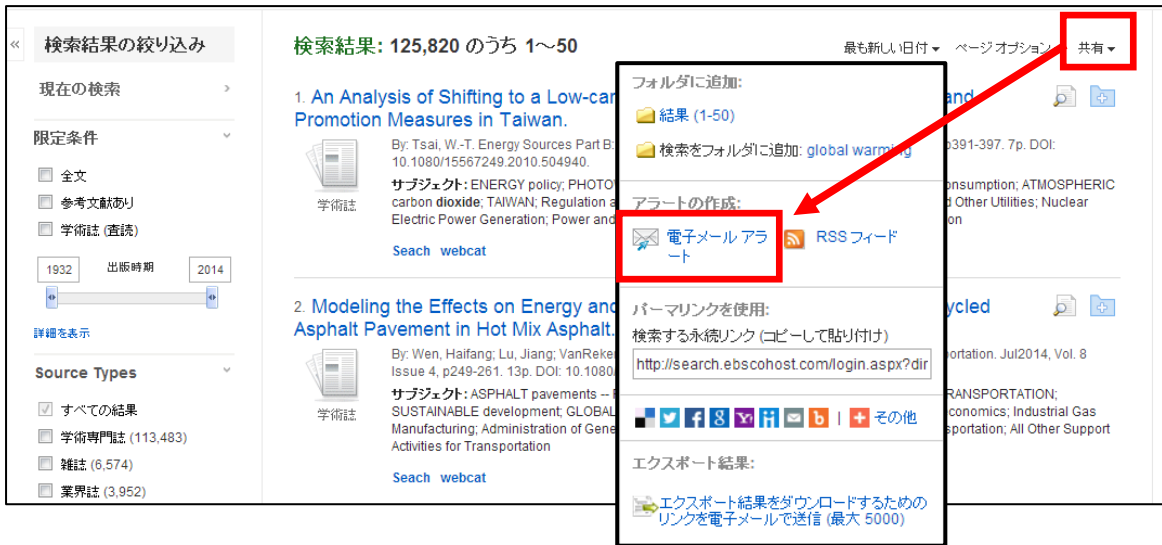 検索結果の絞り込み
現在の検索
限定条件
全文
参考文献あり
学術誌 (査読)
1932 出版時期 2014
詳細を表示
Source Types
すべての結果
学術専門誌 (113,483)
雑誌 (6,574)
業界誌 (3,952)
検索結果: 125,820 のうち 1～50
最も新しい日付 ページ オプション 共有
1. An Analysis of Shifting to a Low-car and
Promotion Measures in Taiwan.
学術誌
By: Tsai, W.-T. Energy Sources Part B: p391-397. 7p. DOI:
10.1080/15567249.2010.504940.
サブジェクト: ENERGY policy; PHOTO nsumption; ATMOSPHERIC
carbon dioxide; TAIWAN; Regulation a d Other Utilities; Nuclear
Electric Power Generation; Power and on
Seach webcat
2. Modeling the Effects on Energy and ycled
Asphalt Pavement in Hot Mix Asphalt.
学術誌
By: Wen, Haifang; Lu, Jiang; VanReke portation. Jul2014, Vol. 8
Issue 4, p249-261. 13p. DOI: 10.1080
サブジェクト: ASPHALT pavements -- RANSPORTATION;
SUSTAINABLE development; GLOBAL conomics; Industrial Gas
Manufacturing; Administration of Gene sportation; All Other Support
Activities for Transportation
Seach webcat
フォルダに追加:
結果 (1-50)
検索をフォルダに追加: global warming
アラートの作成:
電子メール アラ
ート
RSS フィード
パーマリンクを使用:
検索する永続リンク (コピーして貼り付け)
http://search.ebscohost.com/login.aspx?dir
その他
エクスポート結果:
エクスポート結果をダウンロードするための
リンクを電子メールで送信 (最大 5000)